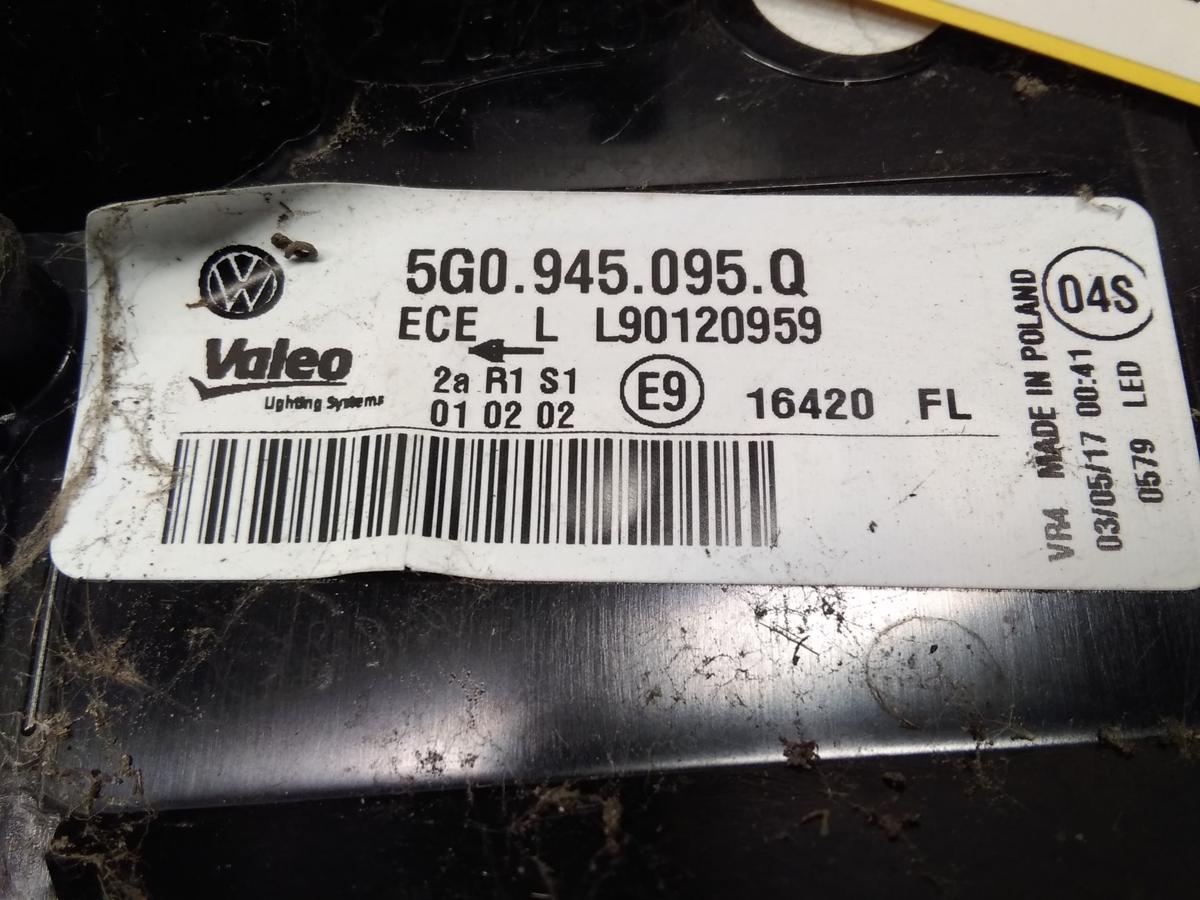 5G0.945.095.Q
ECE L L90120959
Valeo
Lighting Systems
2a R1 S1
01 02 02
E9
16420 FL
VR4 MADE IN POLAND
03/05/17 00:41
0579 LED
04S